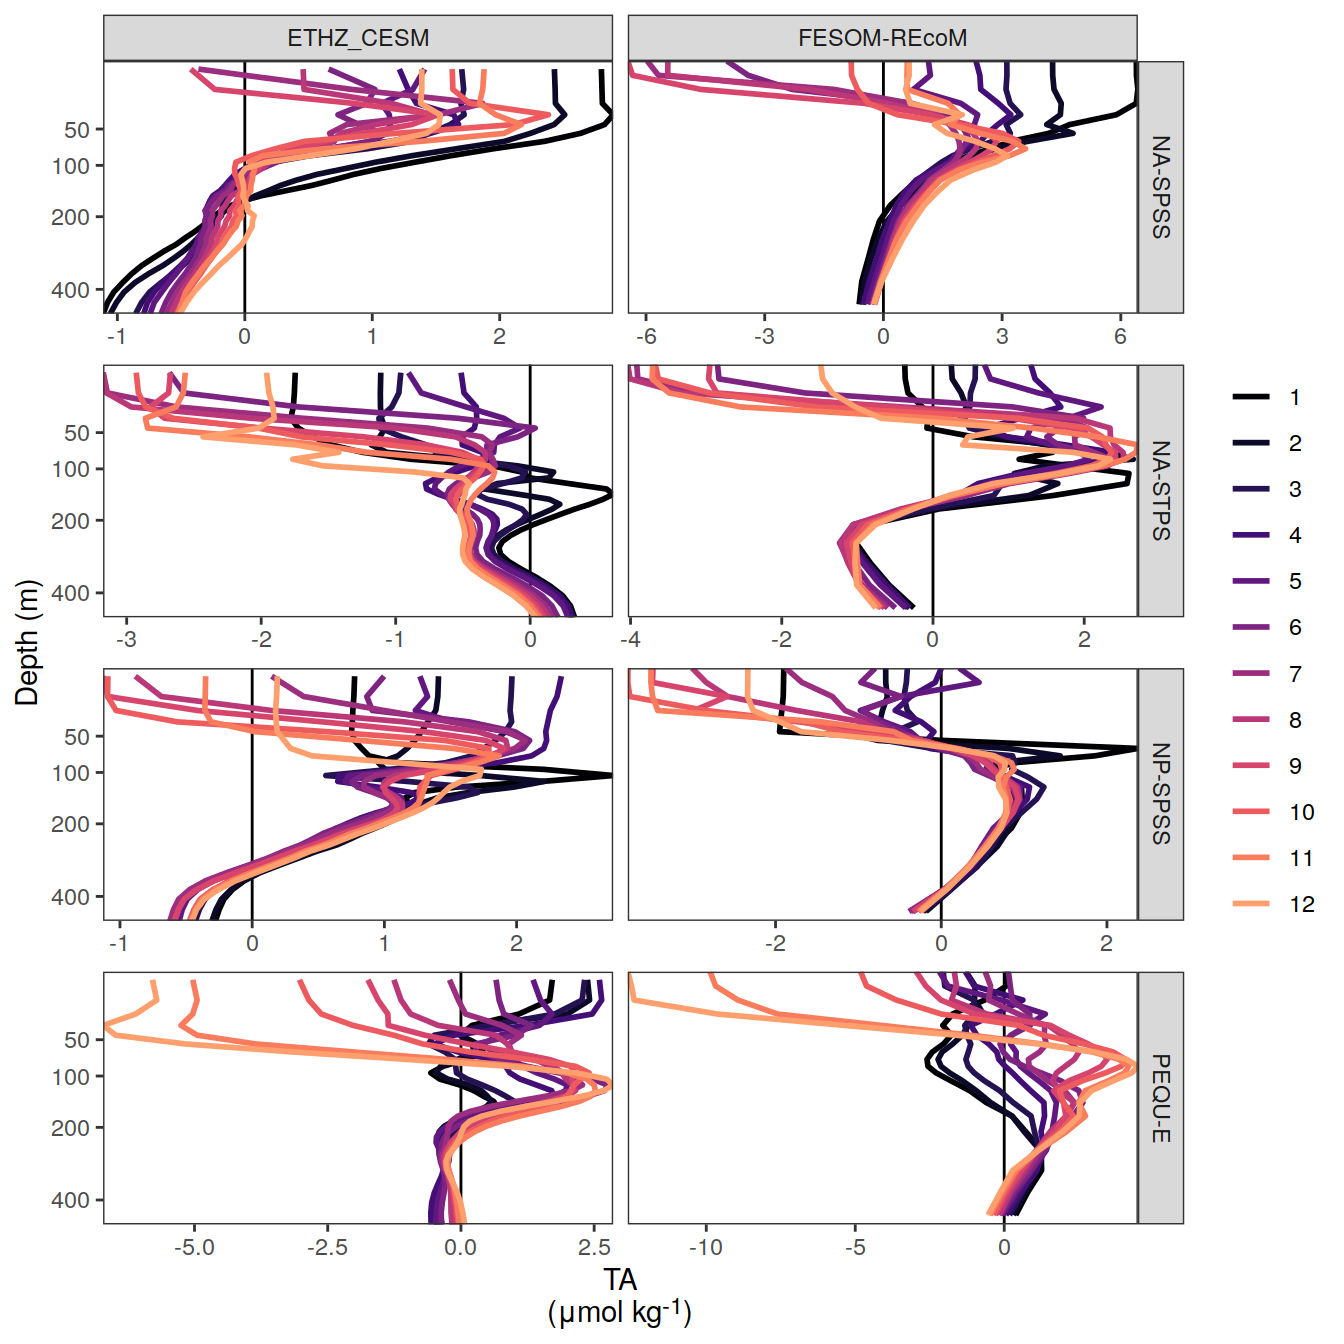 ETHZ_CESM FESOM-REcoM
50
100
200
400
NA-SPSS
-1 0 1 2 -6 -3 0 3 6
50
100
200
400
NA-STPS
-3 -2 -1 0 -4 -2 0 2
50
100
200
400
NP-SPSS
-1 0 1 2 -2 0 2
50
100
200
400
PEQU-E
-5.0 -2.5 0.0 2.5 -10 -5 0
Depth (m)
TA
(μmol kg⁻¹)
1
2
3
4
5
6
7
8
9
10
11
12